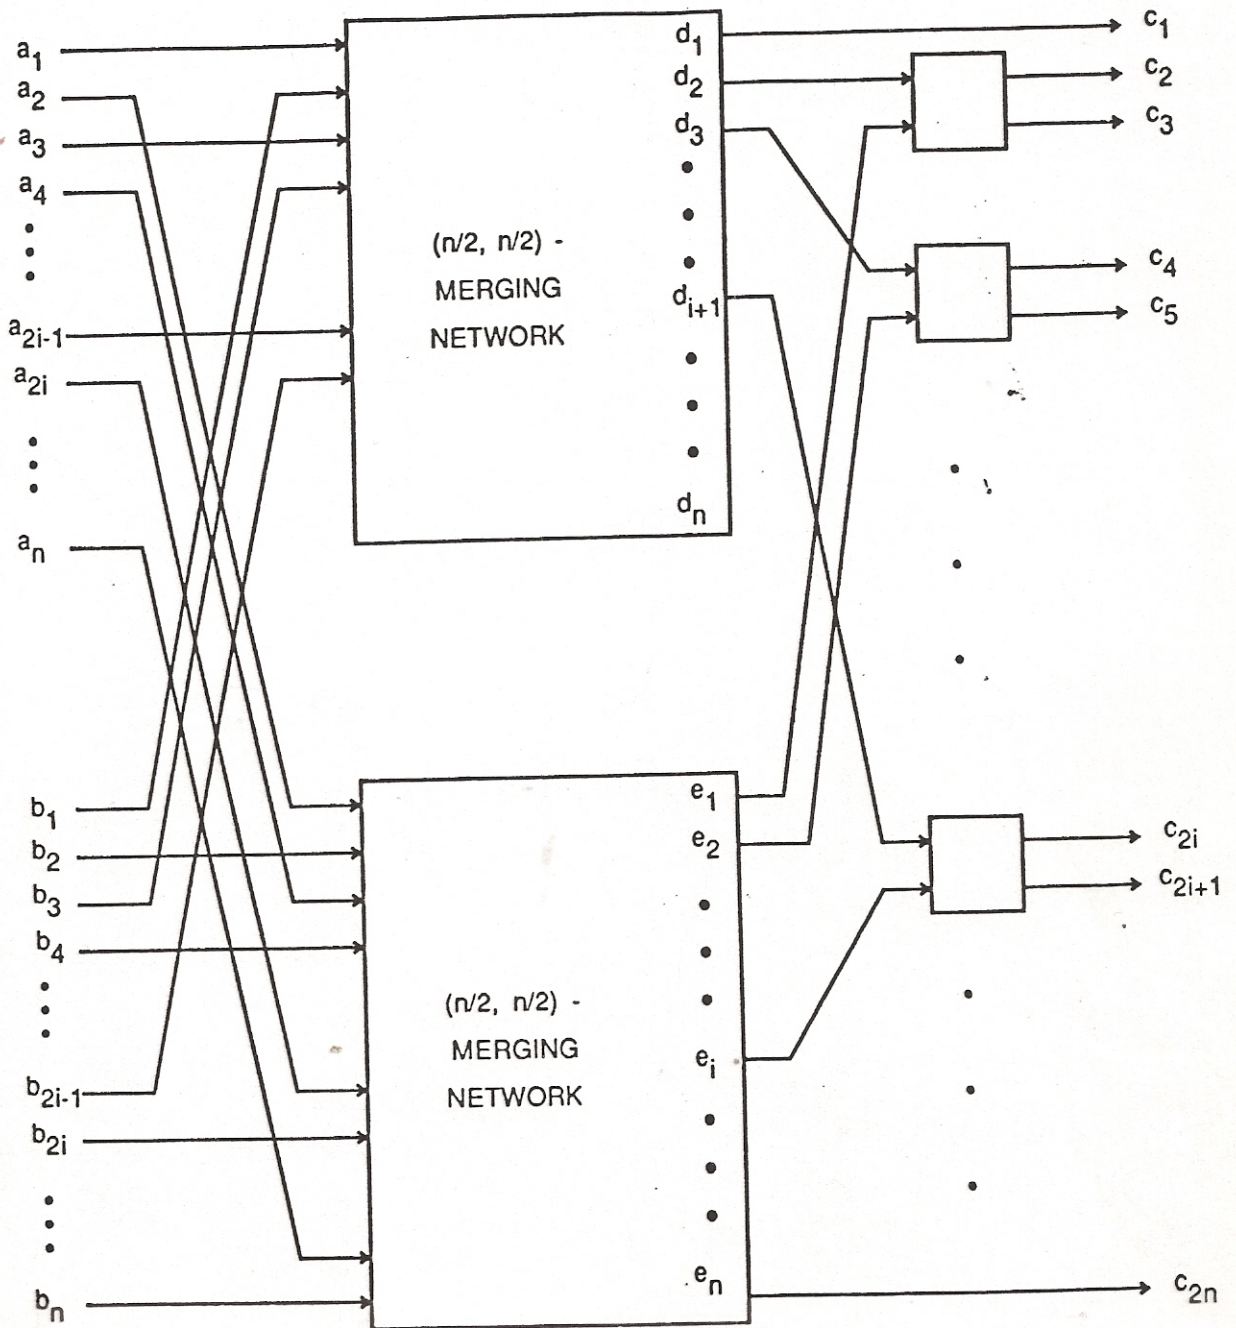 a1
a2
a3
a4
a2i-1
a2i
an
b1
b2
b3
b4
b2i-1
b2i
bn
(n/2, n/2) -
MERGING
NETWORK
d1
d2
d3
di+1
dn
(n/2, n/2) -
MERGING
NETWORK
e1
e2
ei
en
c1
c2
c3
c4
c5
c2i
c2i+1
c2n